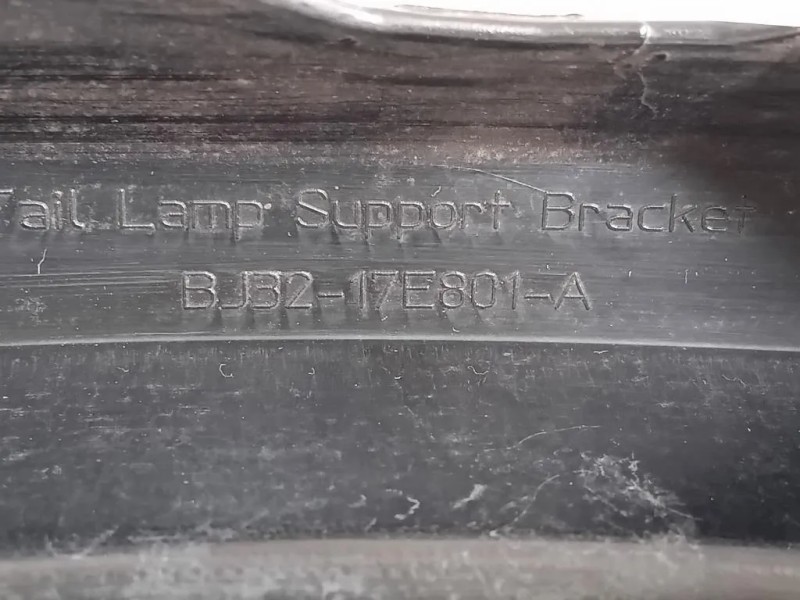 Tail Lamp Support Bracket
BJ32-17E801-A